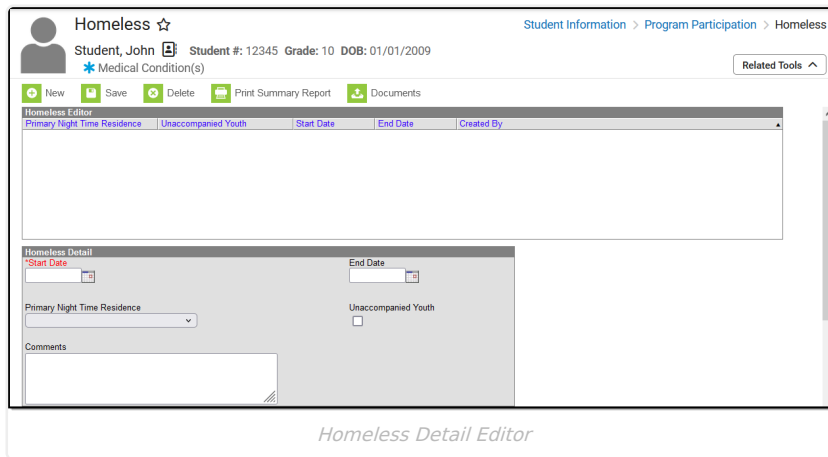 Homeless
Student Information > Program Participation > Homeless
Student, John Student #: 12345 Grade: 10 DOB: 01/01/2009
Medical Condition(s)
Related Tools
New Save Delete Print Summary Report Documents
Homeless Editor
Primary Night Time Residence Unaccompanied Youth Start Date End Date Created By
Homeless Detail
*Start Date End Date
Primary Night Time Residence Unaccompanied Youth
Comments
Homeless Detail Editor